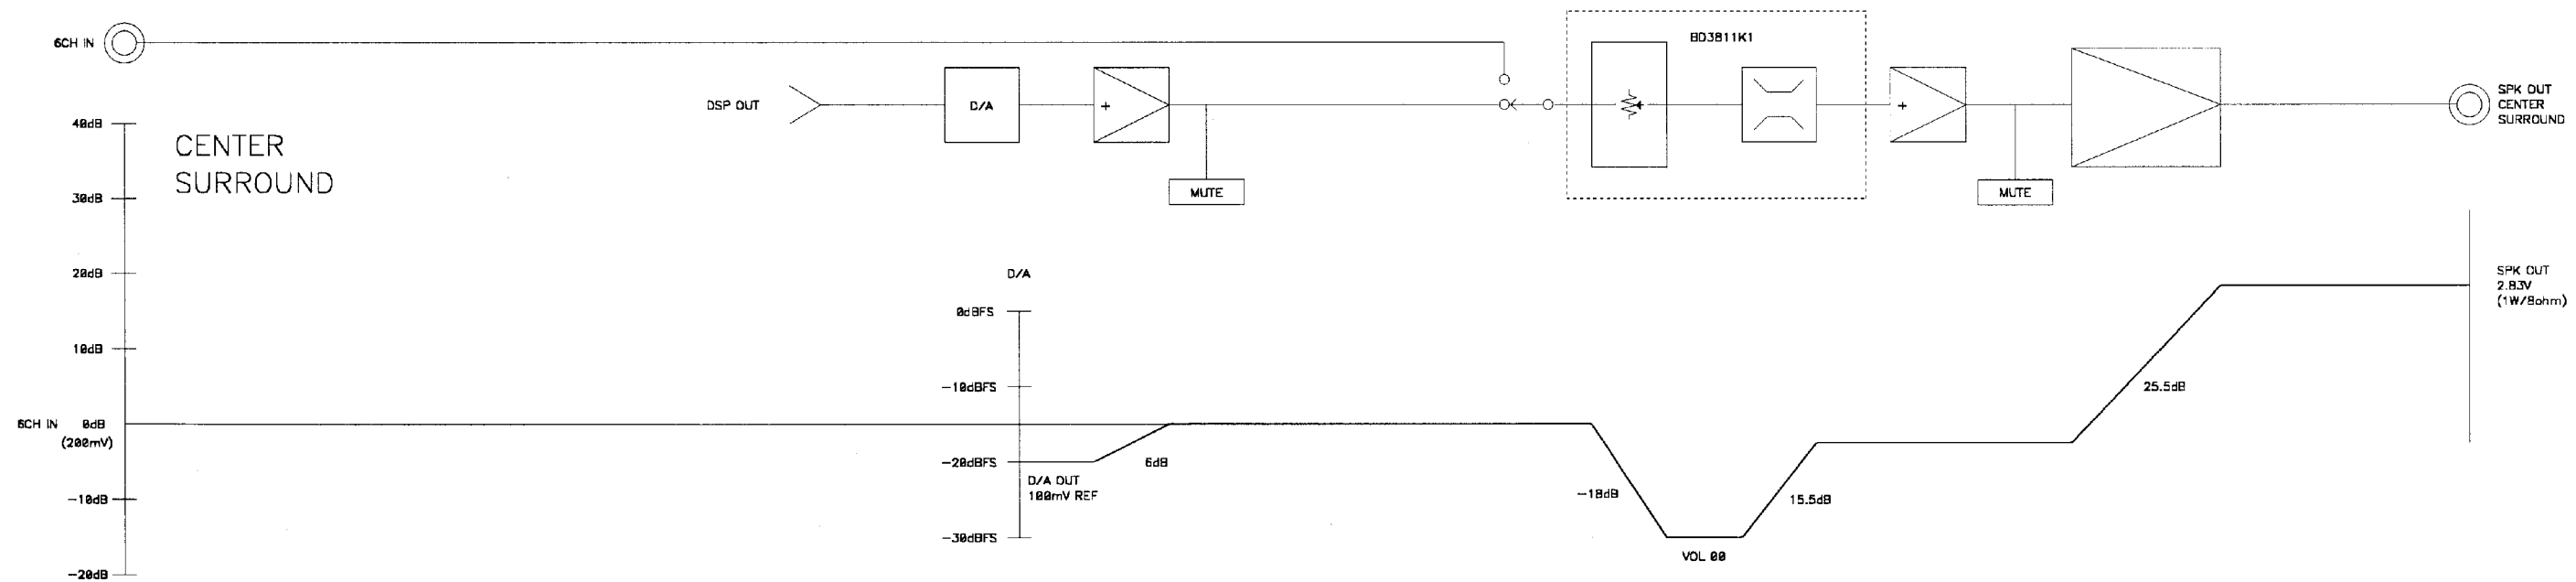 6CH IN
BD3811K1
DSP OUT
D/A
+
+
SPK OUT
CENTER
SURROUND
MUTE
MUTE
CENTER
SURROUND
40dB
30dB
20dB
10dB
6CH IN 0dB
(200mV)
-10dB
-20dB
D/A
0dBFS
-10dBFS
-20dBFS
-30dBFS
D/A OUT
100mV REF
6dB
-18dB
VOL 00
15.5dB
25.5dB
SPK OUT
2.83V
(1W/8ohm)